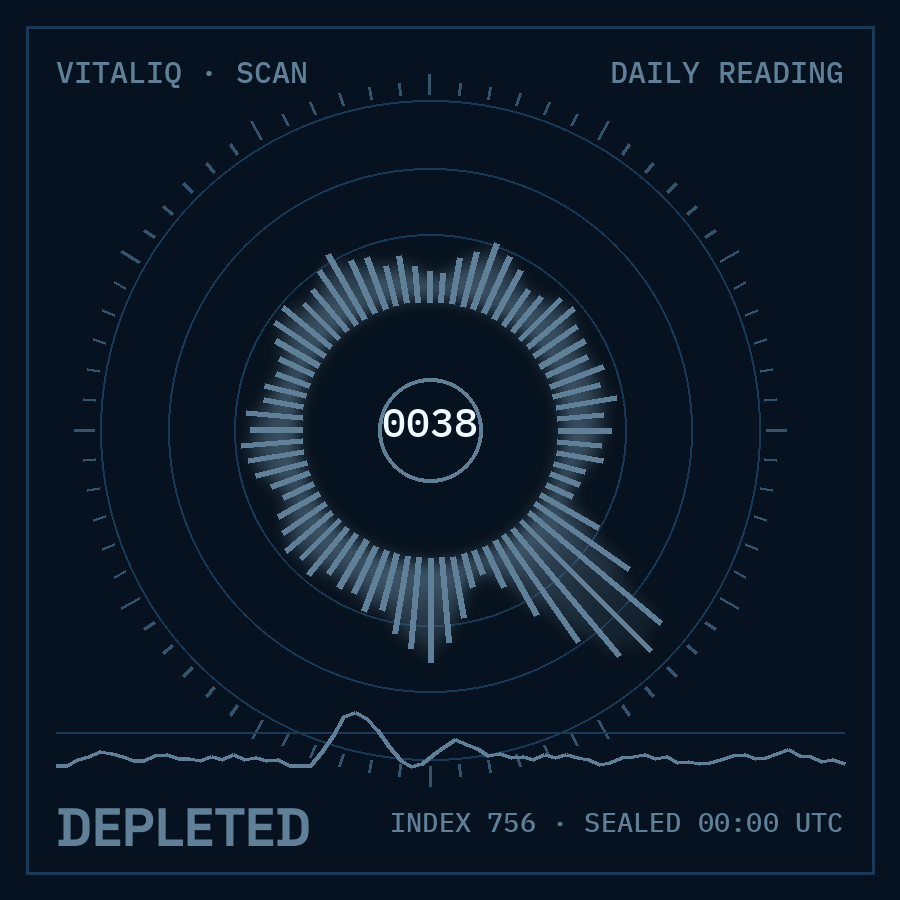 VITALIQ · SCAN
DAILY READING
0038
DEPLETED
INDEX 756 · SEALED 00:00 UTC